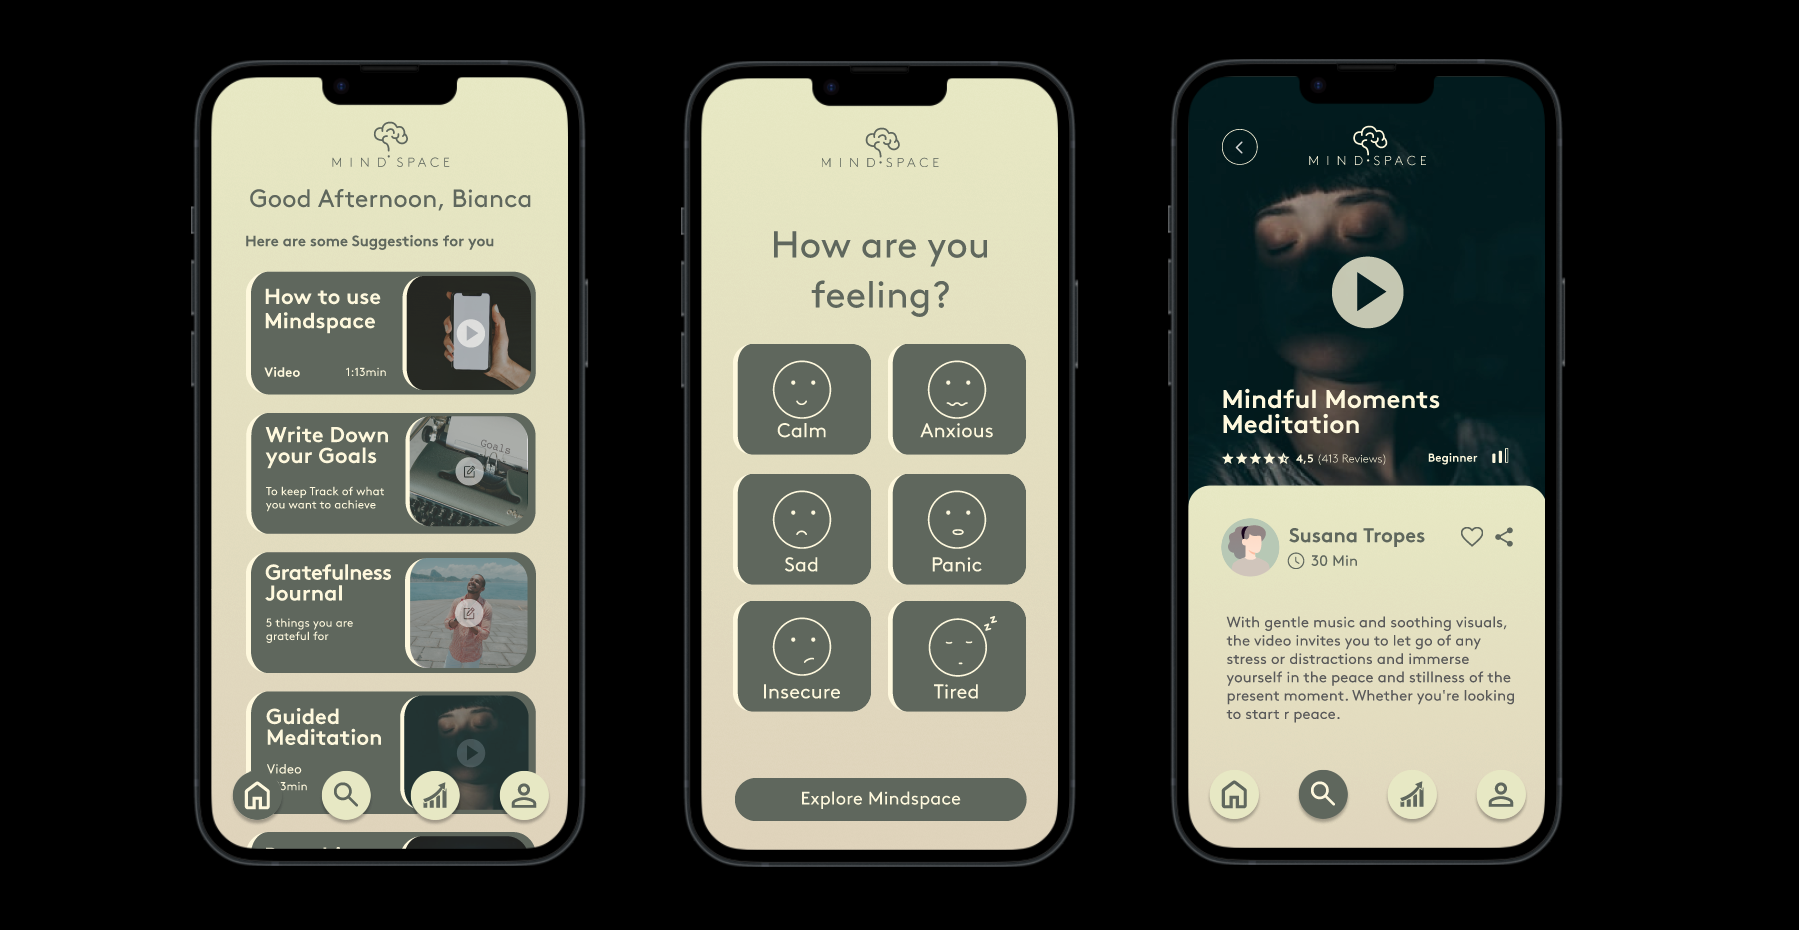 MIND SPACE
Good Afternoon, Bianca
Here are some Suggestions for you
How to use
Mindspace
Video 1:13min
Write Down
your Goals
To keep Track of what
you want to achieve
Goals
Gratefulness
Journal
5 things you are
grateful for
Guided
Meditation
Video
3min
MIND•SPACE
How are you
feeling?
Calm
Anxious
Sad
Panic
Insecure
Tired
zzz
Explore Mindspace
MIND•SPACE
Mindful Moments
Meditation
4,5 (413 Reviews) Beginner
Susana Tropes
30 Min
With gentle music and soothing visuals,
the video invites you to let go of any
stress or distractions and immerse
yourself in the peace and stillness of the
present moment. Whether you're looking
to start r peace.